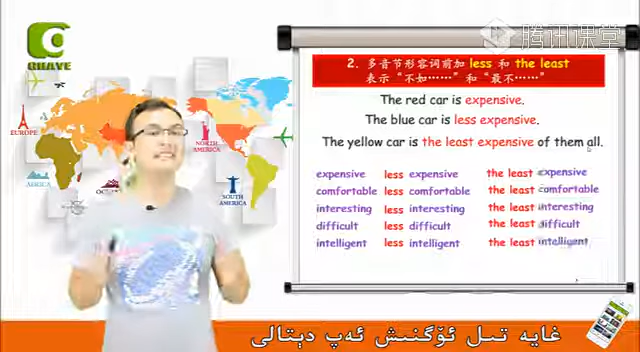 腾讯课堂
GHAYE
EUROPE
AFRICA
NORTH
AMERICA
SOUTH
AMERICA
2. 多音节形容词前加 less 和 the least
表示“不如……”和“最不……”
The red car is expensive.
The blue car is less expensive.
The yellow car is the least expensive of them all.
expensive less expensive the least expensive
comfortable less comfortable the least comfortable
interesting less interesting the least interesting
difficult less difficult the least difficult
intelligent less intelligent the least intelligent
غايە تىل ئۆگىنىش ئەپ دېتالى